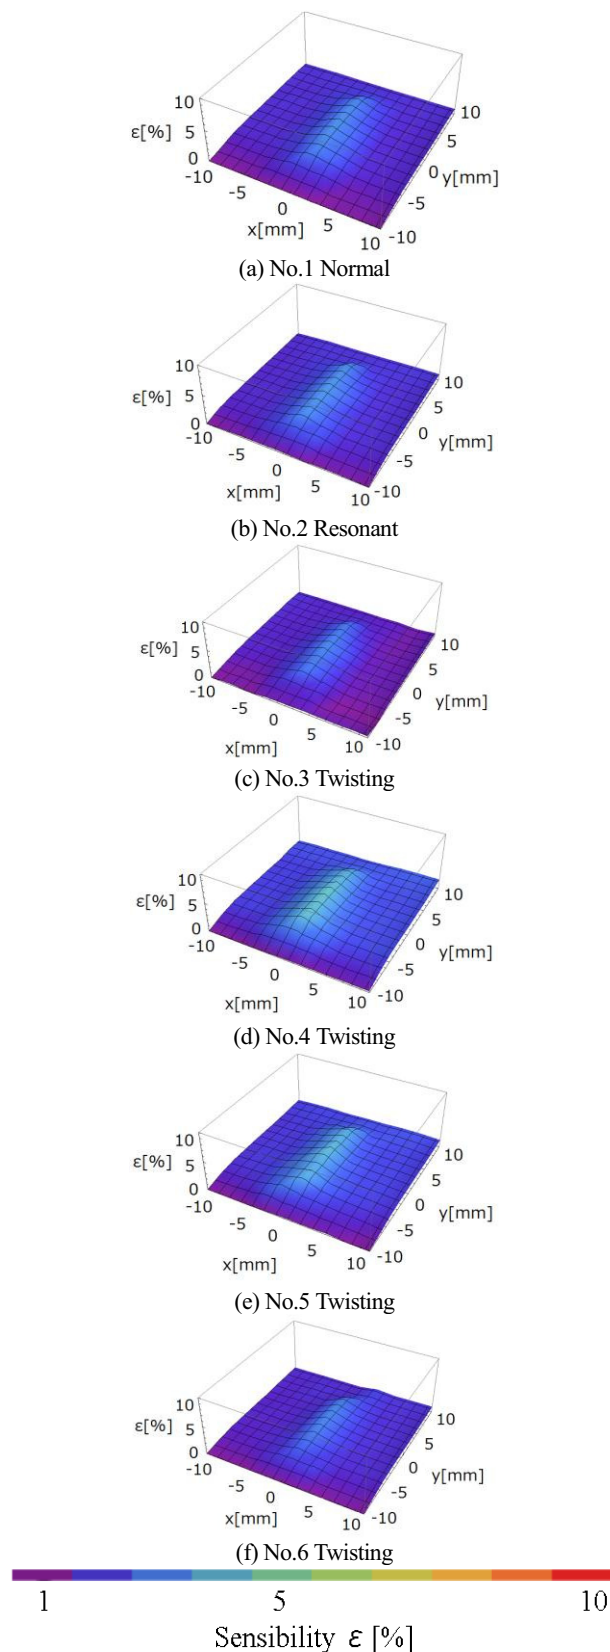 10
ε[%] 5
0
-10
-5
0
5
10
x[mm]
10
5
0
-5
-10
y[mm]
(a) No.1 Normal
10
ε[%] 5
0
-10
-5
0
5
10
x[mm]
10
5
0
-5
-10
y[mm]
(b) No.2 Resonant
10
ε[%] 5
0
-10
-5
0
5
10
x[mm]
10
5
0
-5
-10
y[mm]
(c) No.3 Twisting
10
ε[%] 5
0
-10
-5
0
5
10
x[mm]
10
5
0
-5
-10
y[mm]
(d) No.4 Twisting
10
ε[%] 5
0
-10
-5
0
5
10
x[mm]
10
5
0
-5
-10
y[mm]
(e) No.5 Twisting
10
ε[%] 5
0
-10
-5
0
5
10
x[mm]
10
5
0
-5
-10
y[mm]
(f) No.6 Twisting
1 5 10
Sensibility ε [%]